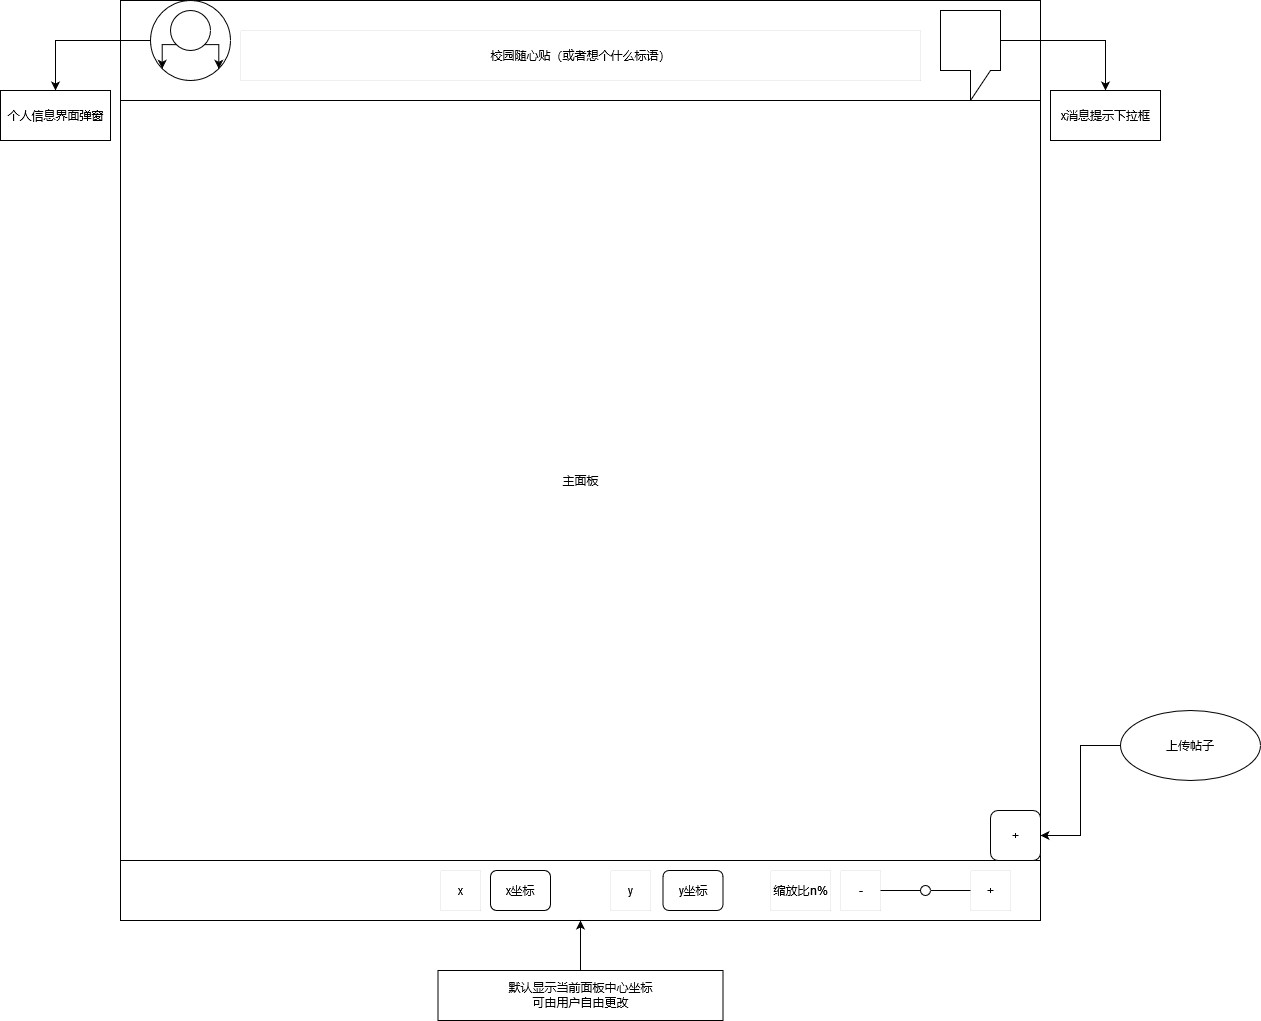 校园随心贴（或者想个什么标语）
个人信息界面弹窗
x消息提示下拉框
主面板
上传帖子
+
x
x坐标
y
y坐标
缩放比n%
-
+
默认显示当前面板中心坐标
可由用户自由更改